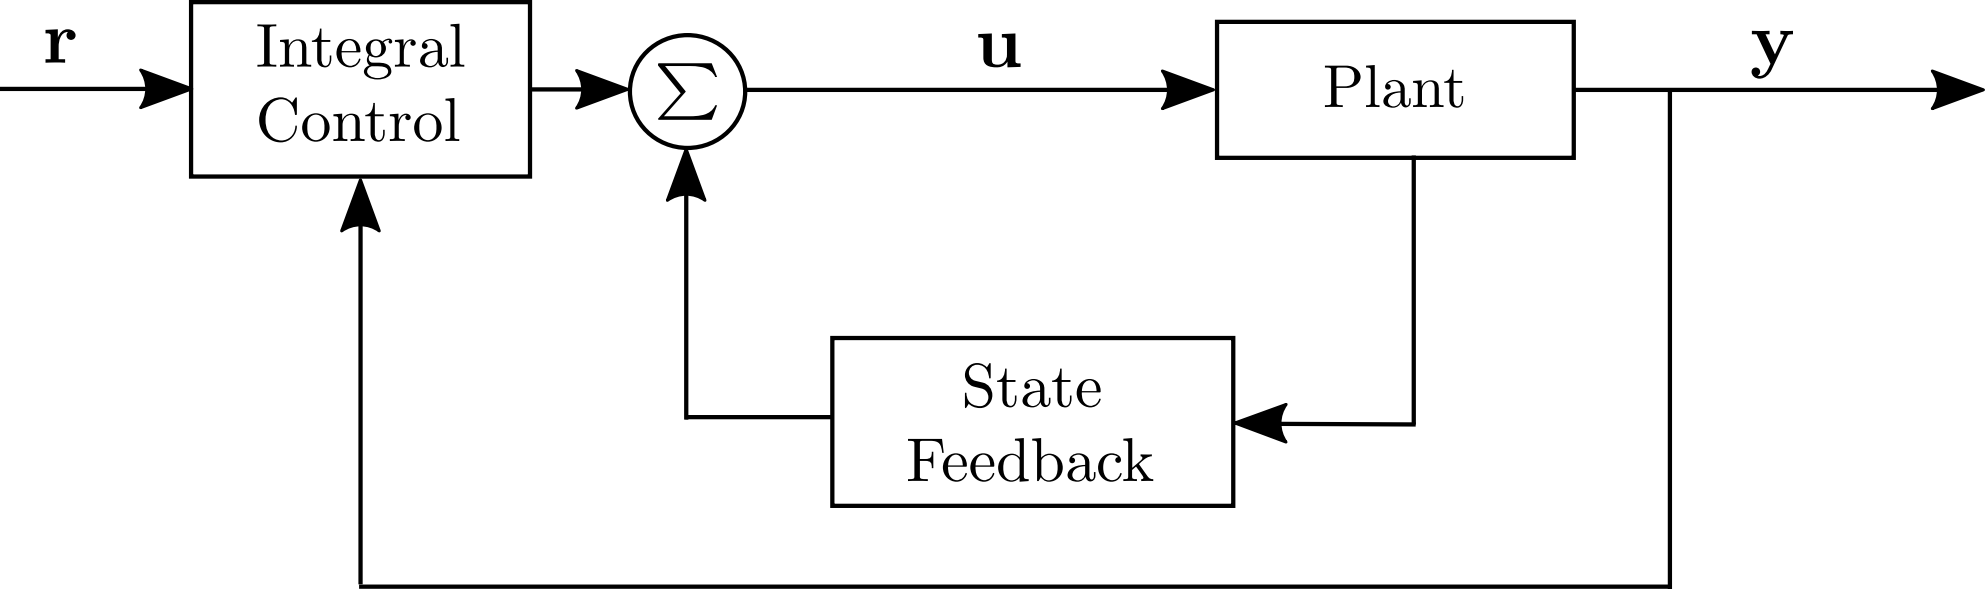 r
Integral
Control
∑
u
Plant
y
State
Feedback